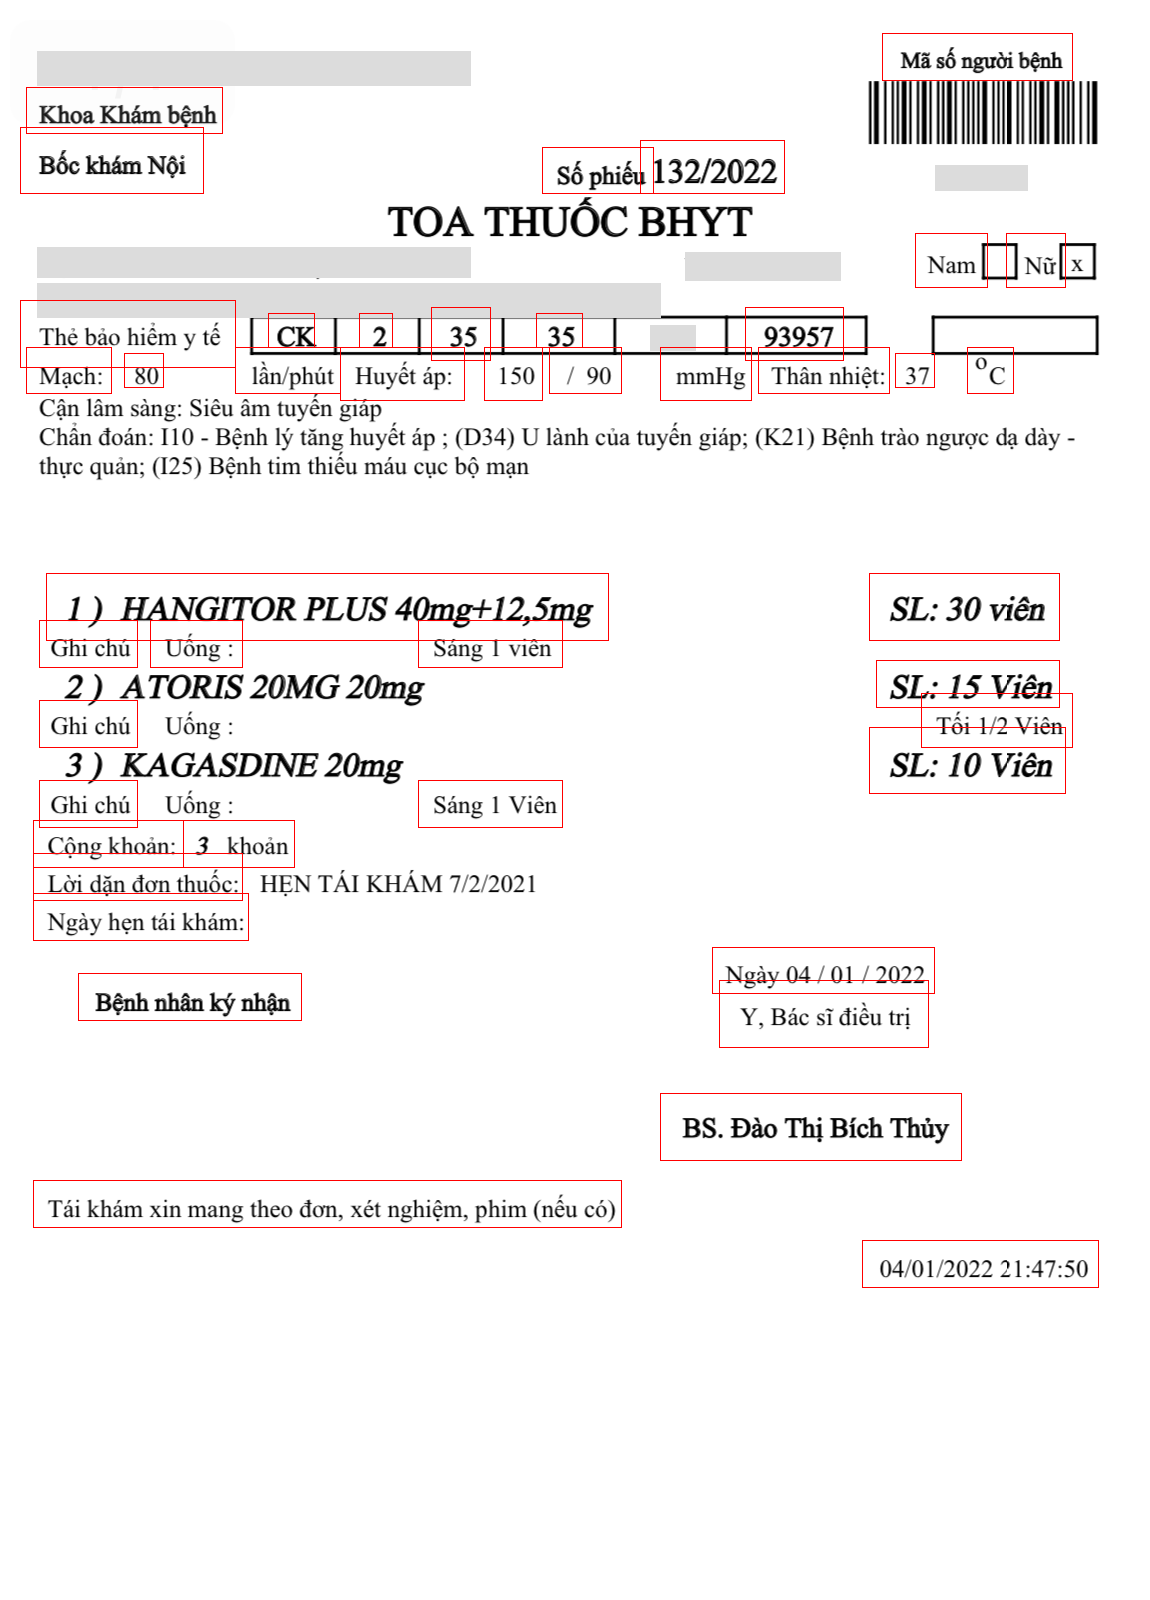 Mã số người bệnh
Khoa Khám bệnh
Bốc khám Nội
Số phiếu 132/2022
TOA THUỐC BHYT
Nam Nữ x
Thẻ bảo hiểm y tế CK 2 35 35 93957
Mạch: 80 lần/phút Huyết áp: 150 / 90 mmHg Thân nhiệt: 37 °C
Cận lâm sàng: Siêu âm tuyến giáp
Chẩn đoán: I10 - Bệnh lý tăng huyết áp ; (D34) U lành của tuyến giáp; (K21) Bệnh trào ngược dạ dày -
thực quản; (I25) Bệnh tim thiếu máu cục bộ mạn
1 ) HANGITOR PLUS 40mg+12,5mg SL: 30 viên
Ghi chú Uống : Sáng 1 viên
2 ) ATORIS 20MG 20mg SL: 15 Viên
Ghi chú Uống : Tối 1/2 Viên
3 ) KAGASDINE 20mg SL: 10 Viên
Ghi chú Uống : Sáng 1 Viên
Cộng khoản: 3 khoản
Lời dặn đơn thuốc: HẸN TÁI KHÁM 7/2/2021
Ngày hẹn tái khám:
Ngày 04 / 01 / 2022
Bệnh nhân ký nhận
Y, Bác sĩ điều trị
BS. Đào Thị Bích Thủy
Tái khám xin mang theo đơn, xét nghiệm, phim (nếu có)
04/01/2022 21:47:50